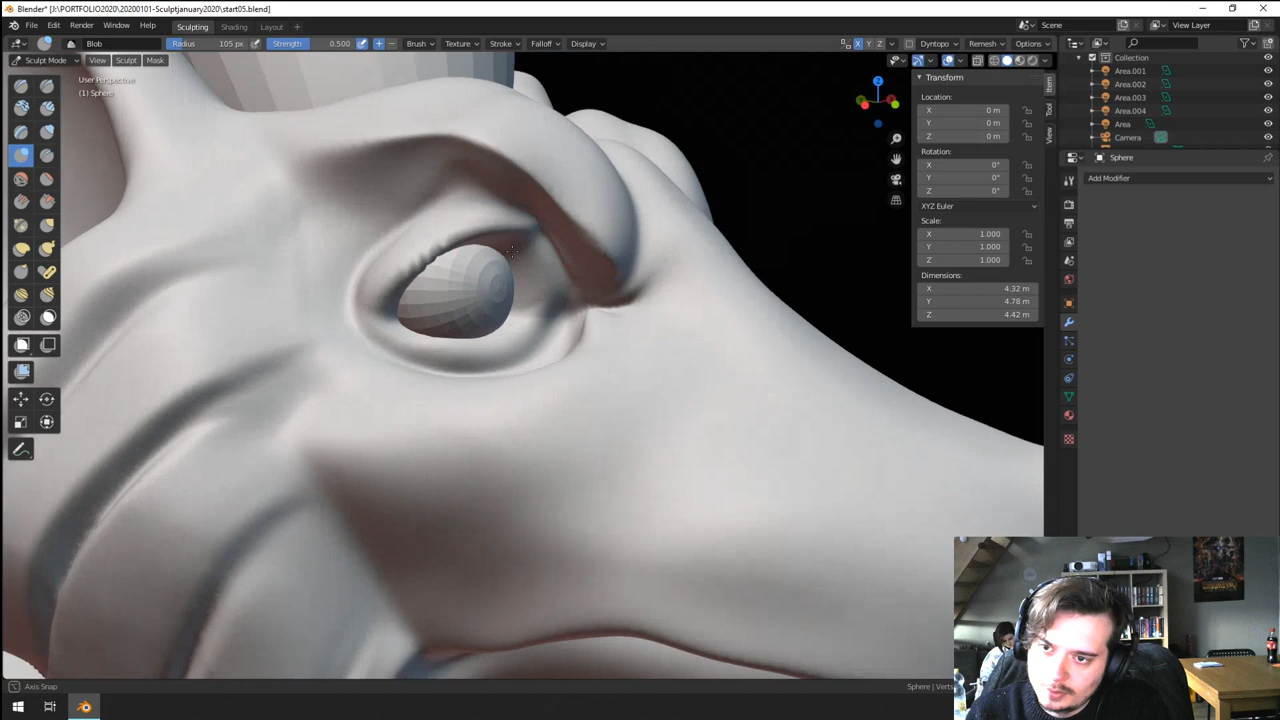 Blender* [J:\PORTFOLIO2020\20200101-Sculptjanuary2020\start05.blend]
File Edit Render Window Help Sculpting Shading Layout Scene View Layer
Blob Radius 105 px Strength 0.500 Brush Texture Stroke Falloff Display X Y Z Dyntopo Remesh Options
Sculpt Mode View Sculpt Mask
User Perspective
(1) Sphere
Z
Transform
Location:
X 0 m
Y 0 m
Z 0 m
Rotation:
X 0°
Y 0°
Z 0°
XYZ Euler
Scale:
X 1.000
Y 1.000
Z 1.000
Dimensions:
X 4.32 m
Y 4.78 m
Z 4.42 m
Item
Tool
View
Collection
Area.001
Area.002
Area.003
Area.004
Area
Camera
Sphere
Add Modifier
Axis Snap
Sphere | Verts